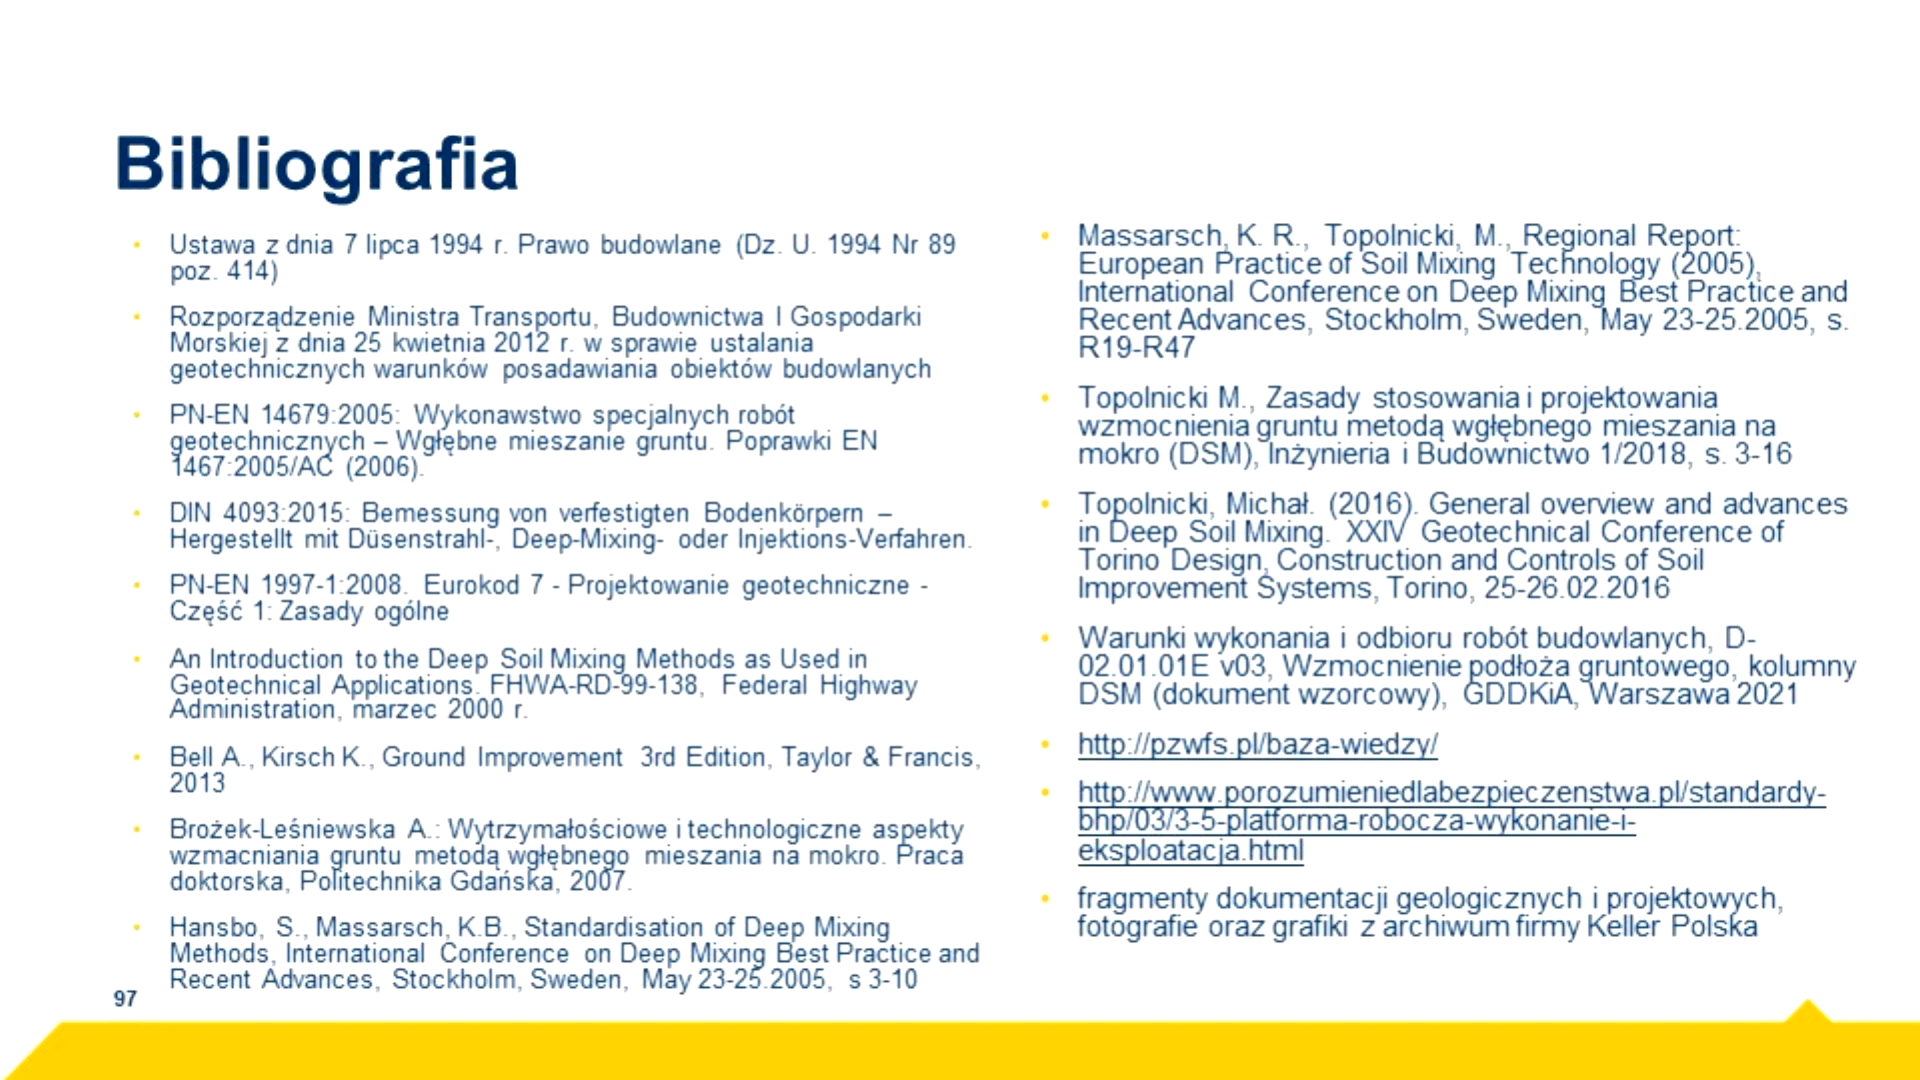 Bibliografia
• Ustawa z dnia 7 lipca 1994 r. Prawo budowlane (Dz. U. 1994 Nr 89
poz. 414)
• Rozporządzenie Ministra Transportu, Budownictwa I Gospodarki
Morskiej z dnia 25 kwietnia 2012 r. w sprawie ustalania
geotechnicznych warunków posadawiania obiektów budowlanych
• PN-EN 14679:2005: Wykonawstwo specjalnych robót
geotechnicznych – Wgłębne mieszanie gruntu. Poprawki EN
1467:2005/AC (2006).
• DIN 4093:2015: Bemessung von verfestigten Bodenkörpern –
Hergestellt mit Düsenstrahl-, Deep-Mixing- oder Injektions-Verfahren.
• PN-EN 1997-1:2008. Eurokod 7 - Projektowanie geotechniczne -
Część 1: Zasady ogólne
• An Introduction to the Deep Soil Mixing Methods as Used in
Geotechnical Applications. FHWA-RD-99-138, Federal Highway
Administration, marzec 2000 r.
• Bell A., Kirsch K., Ground Improvement 3rd Edition, Taylor & Francis,
2013
• Brożek-Leśniewska A.: Wytrzymałościowe i technologiczne aspekty
wzmacniania gruntu metodą wgłębnego mieszania na mokro. Praca
doktorska, Politechnika Gdańska, 2007.
• Hansbo, S., Massarsch, K.B., Standardisation of Deep Mixing
Methods, International Conference on Deep Mixing Best Practice and
Recent Advances, Stockholm, Sweden, May 23-25.2005, s 3-10
• Massarsch, K. R., Topolnicki, M., Regional Report:
European Practice of Soil Mixing Technology (2005),
International Conference on Deep Mixing Best Practice and
Recent Advances, Stockholm, Sweden, May 23-25.2005, s.
R19-R47
• Topolnicki M., Zasady stosowania i projektowania
wzmocnienia gruntu metodą wgłębnego mieszania na
mokro (DSM), Inżynieria i Budownictwo 1/2018, s. 3-16
• Topolnicki, Michał. (2016). General overview and advances
in Deep Soil Mixing. XXIV Geotechnical Conference of
Torino Design, Construction and Controls of Soil
Improvement Systems, Torino, 25-26.02.2016
• Warunki wykonania i odbioru robót budowlanych, D-
02.01.01E v03, Wzmocnienie podłoża gruntowego, kolumny
DSM (dokument wzorcowy), GDDKiA, Warszawa 2021
• http://pzwfs.pl/baza-wiedzy/
• http://www.porozumieniedlabezpieczenstwa.pl/standardy-
bhp/03/3-5-platforma-robocza-wykonanie-i-
eksploatacja.html
• fragmenty dokumentacji geologicznych i projektowych,
fotografie oraz grafiki z archiwum firmy Keller Polska
97